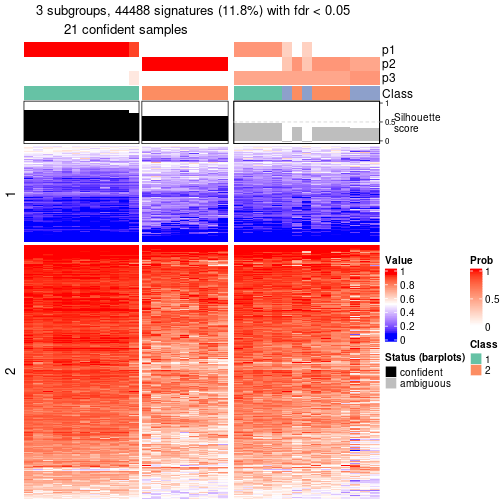 3 subgroups, 44488 signatures (11.8%) with fdr < 0.05
21 confident samples
p1
p2
p3
Class
1
0.5
0
Silhouette
score
1
2
Value
1
0.8
0.6
0.4
0.2
0
Status (barplots)
confident
ambiguous
Prob
1
0.5
0
Class
1
2